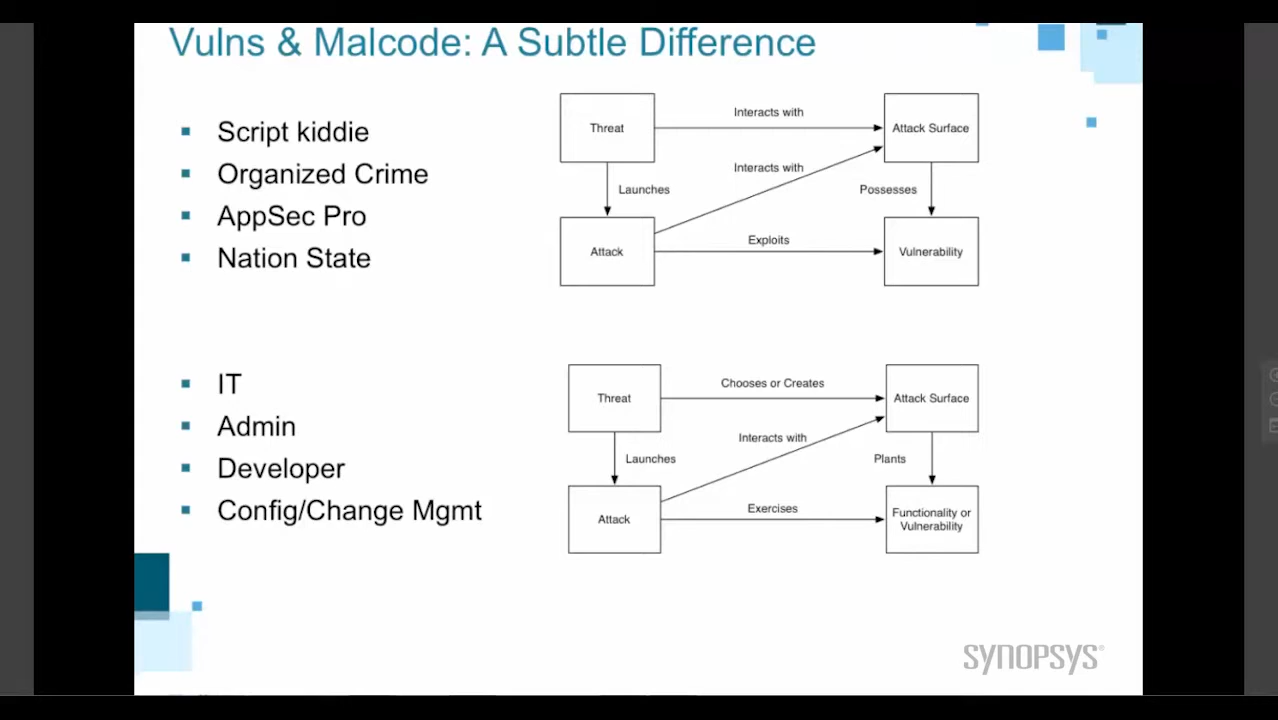 Vulns & Malcode: A Subtle Difference
Script kiddie
Organized Crime
AppSec Pro
Nation State
Threat
Interacts with
Attack Surface
Interacts with
Launches
Possesses
Attack
Exploits
Vulnerability
IT
Admin
Developer
Config/Change Mgmt
Threat
Chooses or Creates
Attack Surface
Interacts with
Launches
Plants
Attack
Exercises
Functionality or
Vulnerability
SYNOPSYS®